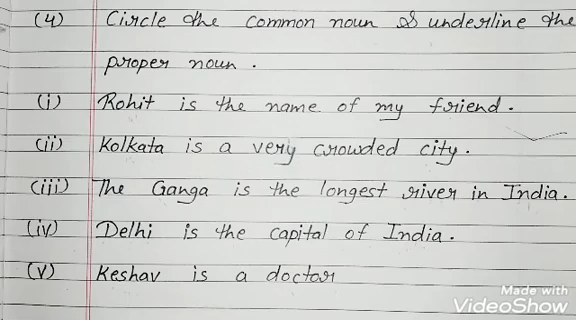 (4) Circle the common noun & underline the
proper noun .
(i) Rohit is the name of my friend .
(ii) Kolkata is a very crowded city .
(iii) The Ganga is the longest river in India .
(iv) Delhi is the capital of India .
(v) Keshav is a doctor
Made with
VideoShow